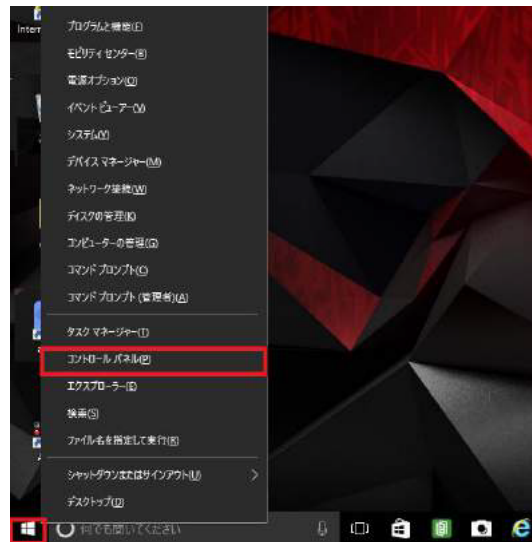 Intern
プログラムと機能(F)
モビリティ センター(B)
電源オプション(O)
イベント ビューアー(V)
システム(Y)
デバイス マネージャー(M)
ネットワーク接続(W)
ディスクの管理(K)
コンピューターの管理(G)
コマンド プロンプト(C)
コマンド プロンプト (管理者)(A)
タスク マネージャー(T)
コントロール パネル(P)
エクスプローラー(E)
検索(S)
ファイル名を指定して実行(R)
シャットダウンまたはサインアウト(U)
デスクトップ(D)
何でも聞いてください